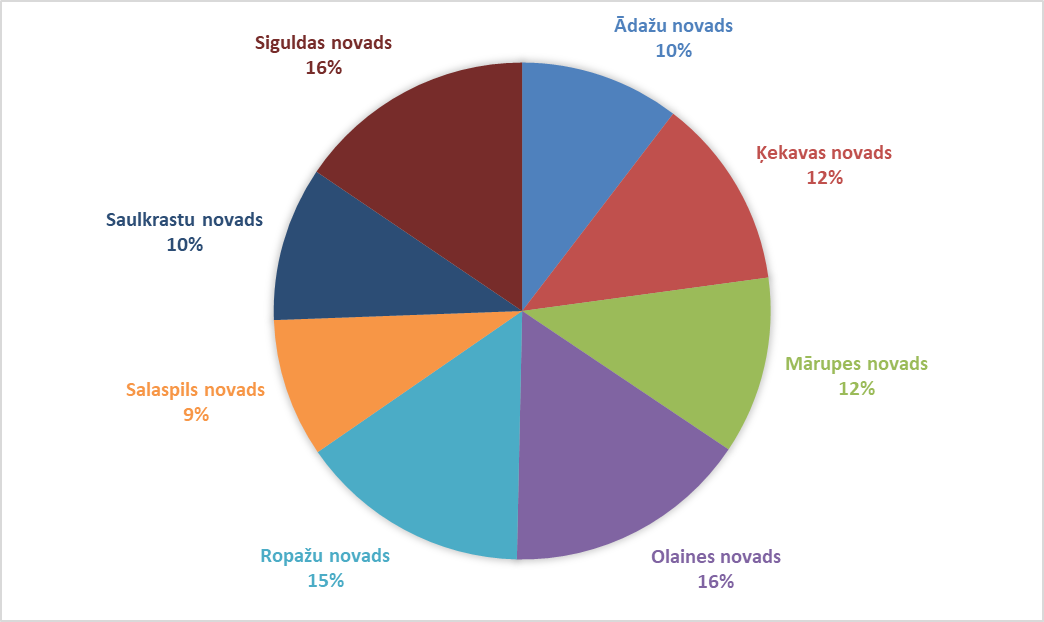 Ādažu novads
10%
Ķekavas novads
12%
Mārupes novads
12%
Olaines novads
16%
Ropažu novads
15%
Salaspils novads
9%
Saulkrastu novads
10%
Siguldas novads
16%